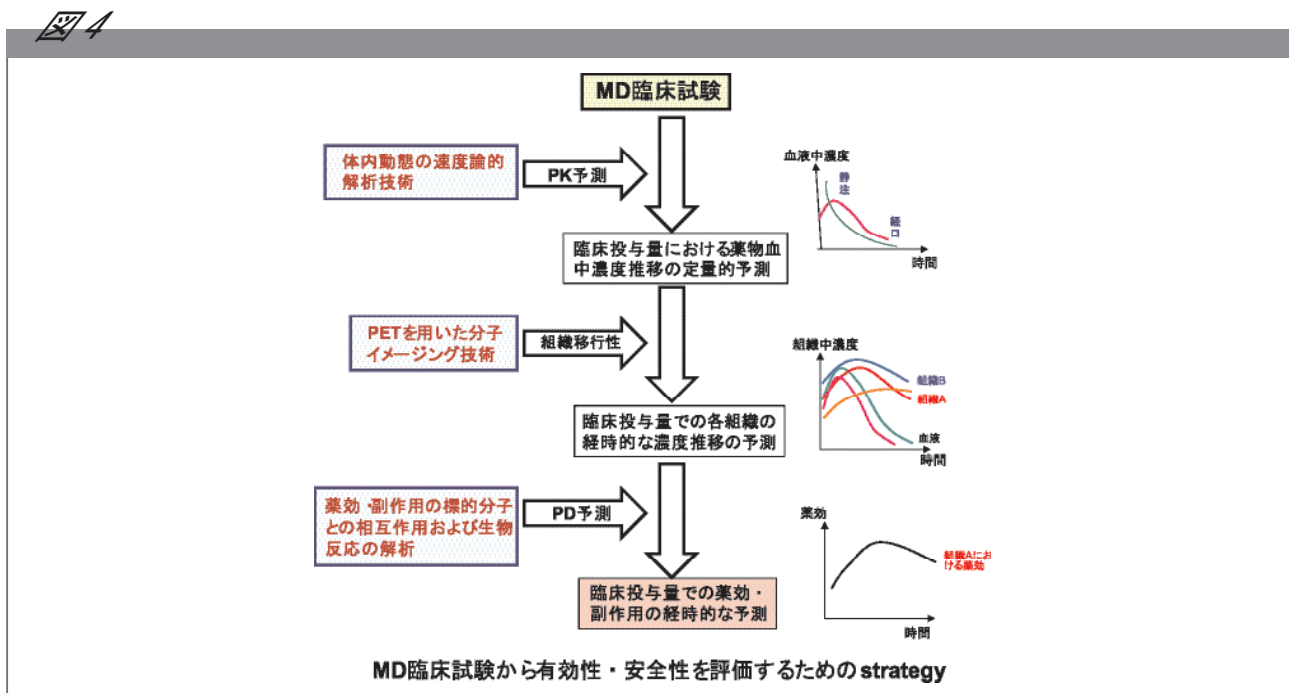 図4
MD臨床試験
体内動態の速度論的
解析技術
PK予測
血液中濃度
静
注
経
口
時間
臨床投与量における薬物血
中濃度推移の定量的予測
PETを用いた分子
イメージング技術
組織移行性
組織中濃度
組織B
組織A
血液
時間
臨床投与量での各組織の
経時的な濃度推移の予測
薬効・副作用の標的分子
との相互作用および生物
反応の解析
PD予測
薬効
組織Aにお
ける薬効
時間
臨床投与量での薬効・
副作用の経時的な予測
MD臨床試験から有効性・安全性を評価するためのstrategy